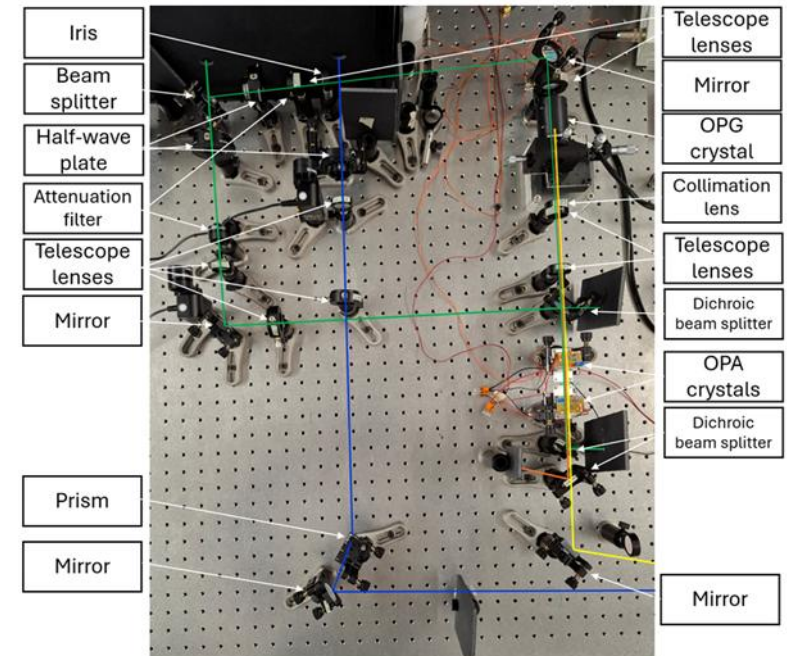 Iris
Beam
splitter
Half-wave
plate
Attenuation
filter
Telescope
lenses
Mirror
Prism
Mirror
Telescope
lenses
Mirror
OPG
crystal
Collimation
lens
Telescope
lenses
Dichroic
beam splitter
OPA
crystals
Dichroic
beam splitter
Mirror